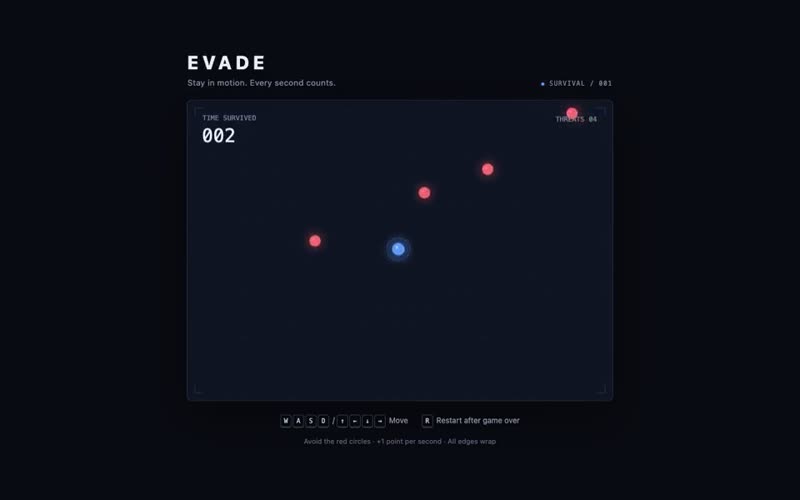 EVADE
Stay in motion. Every second counts.
SURVIVAL / 001
TIME SURVIVED
THREATS 04
002
W A S D / ↑ ← ↓ → Move R Restart after game over
Avoid the red circles · +1 point per second · All edges wrap